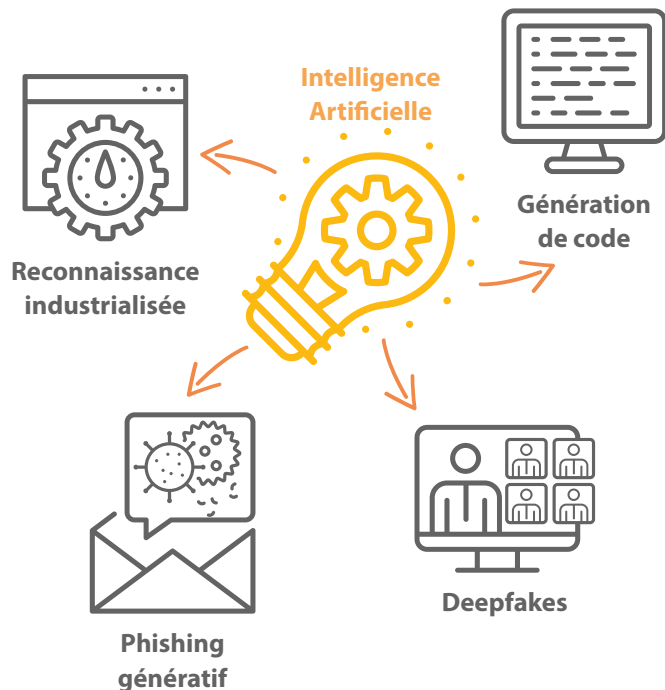 Intelligence
Artificielle
Génération
de code
Reconnaissance
industrialisée
Deepfakes
Phishing
génératif